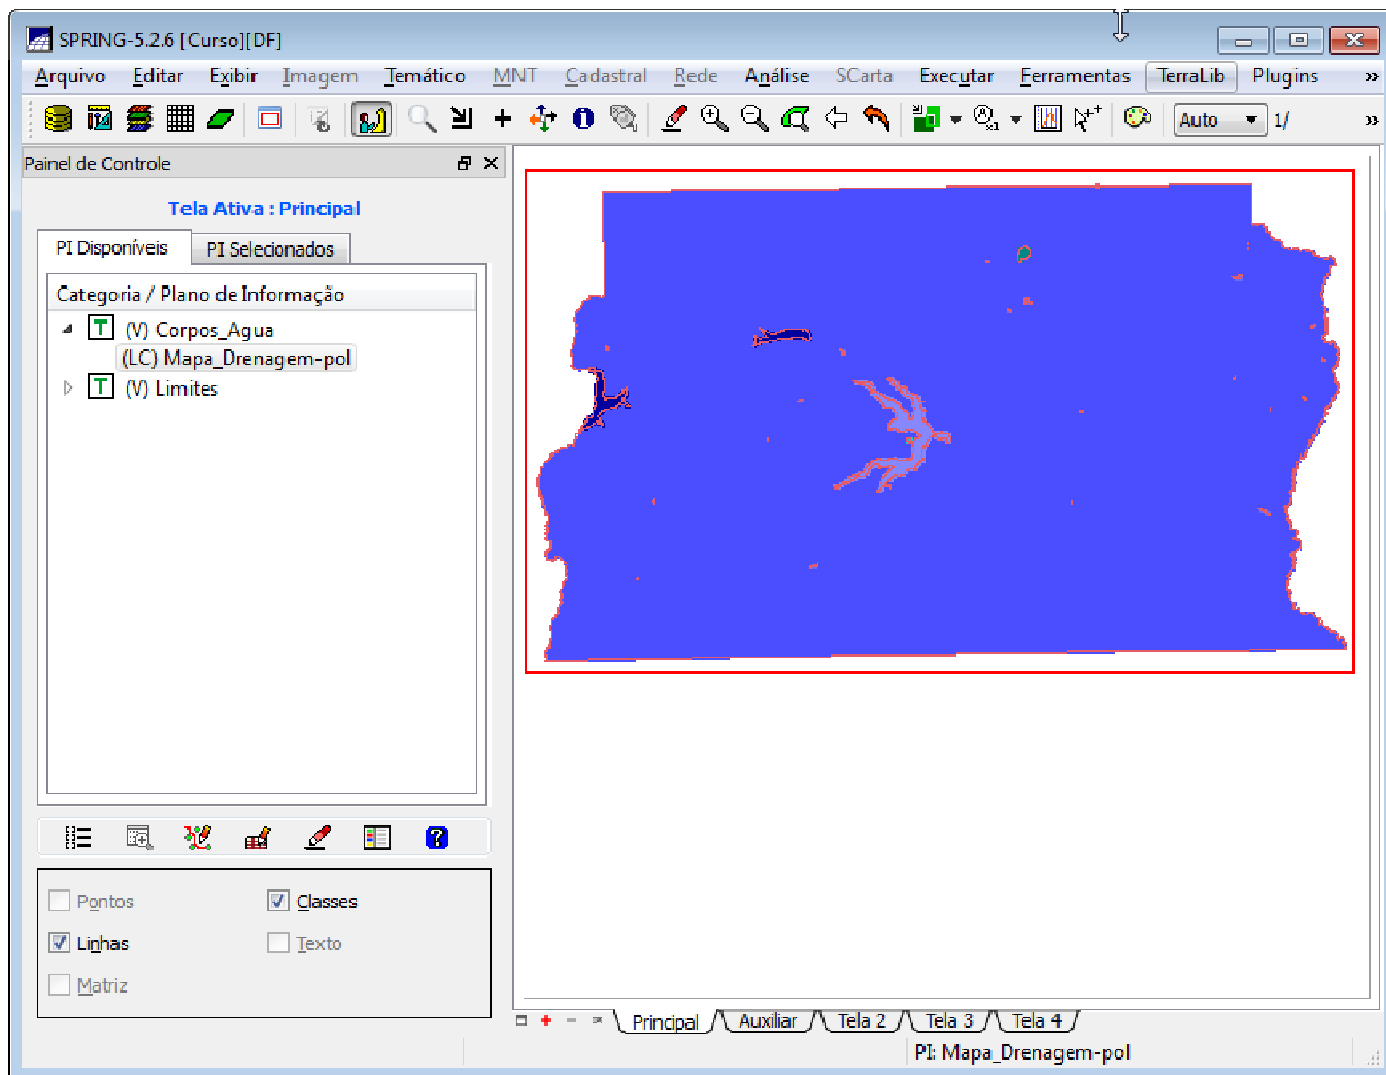 SPRING-5.2.6 [Curso][DF]
Arquivo Editar Exibir Imagem Temático MNT Cadastral Rede Análise SCarta Executar Ferramentas TerraLib Plugins »
Auto 1/ »
Painel de Controle
Tela Ativa : Principal
PI Disponíveis PI Selecionados
Categoria / Plano de Informação
T (V) Corpos_Agua
(LC) Mapa_Drenagem-pol
T (V) Limites
Pontos Classes
Linhas Texto
Matriz
Principal Auxiliar Tela 2 Tela 3 Tela 4
PI: Mapa_Drenagem-pol